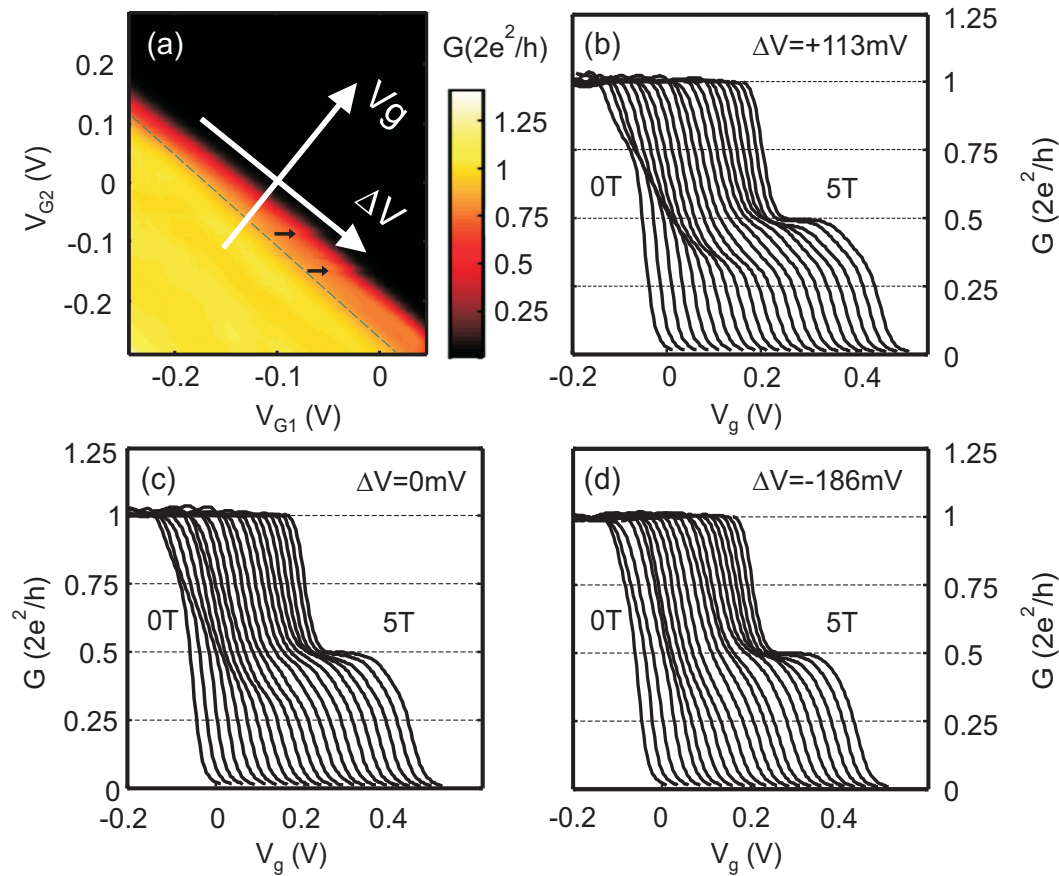 (a)
G(2e²/h)
Vg
ΔV
0.2
0.1
0
-0.1
-0.2
V_G2 (V)
-0.2
-0.1
0
V_G1 (V)
1.25
1
0.75
0.5
0.25
(b)
ΔV=+113mV
0T
5T
1.25
1
0.75
0.5
0.25
0
G (2e²/h)
-0.2
0
0.2
0.4
V_g (V)
(c)
ΔV=0mV
0T
5T
1.25
1
0.75
0.5
0.25
0
G (2e²/h)
-0.2
0
0.2
0.4
V_g (V)
(d)
ΔV=-186mV
0T
5T
1.25
1
0.75
0.5
0.25
0
G (2e²/h)
-0.2
0
0.2
0.4
V_g (V)